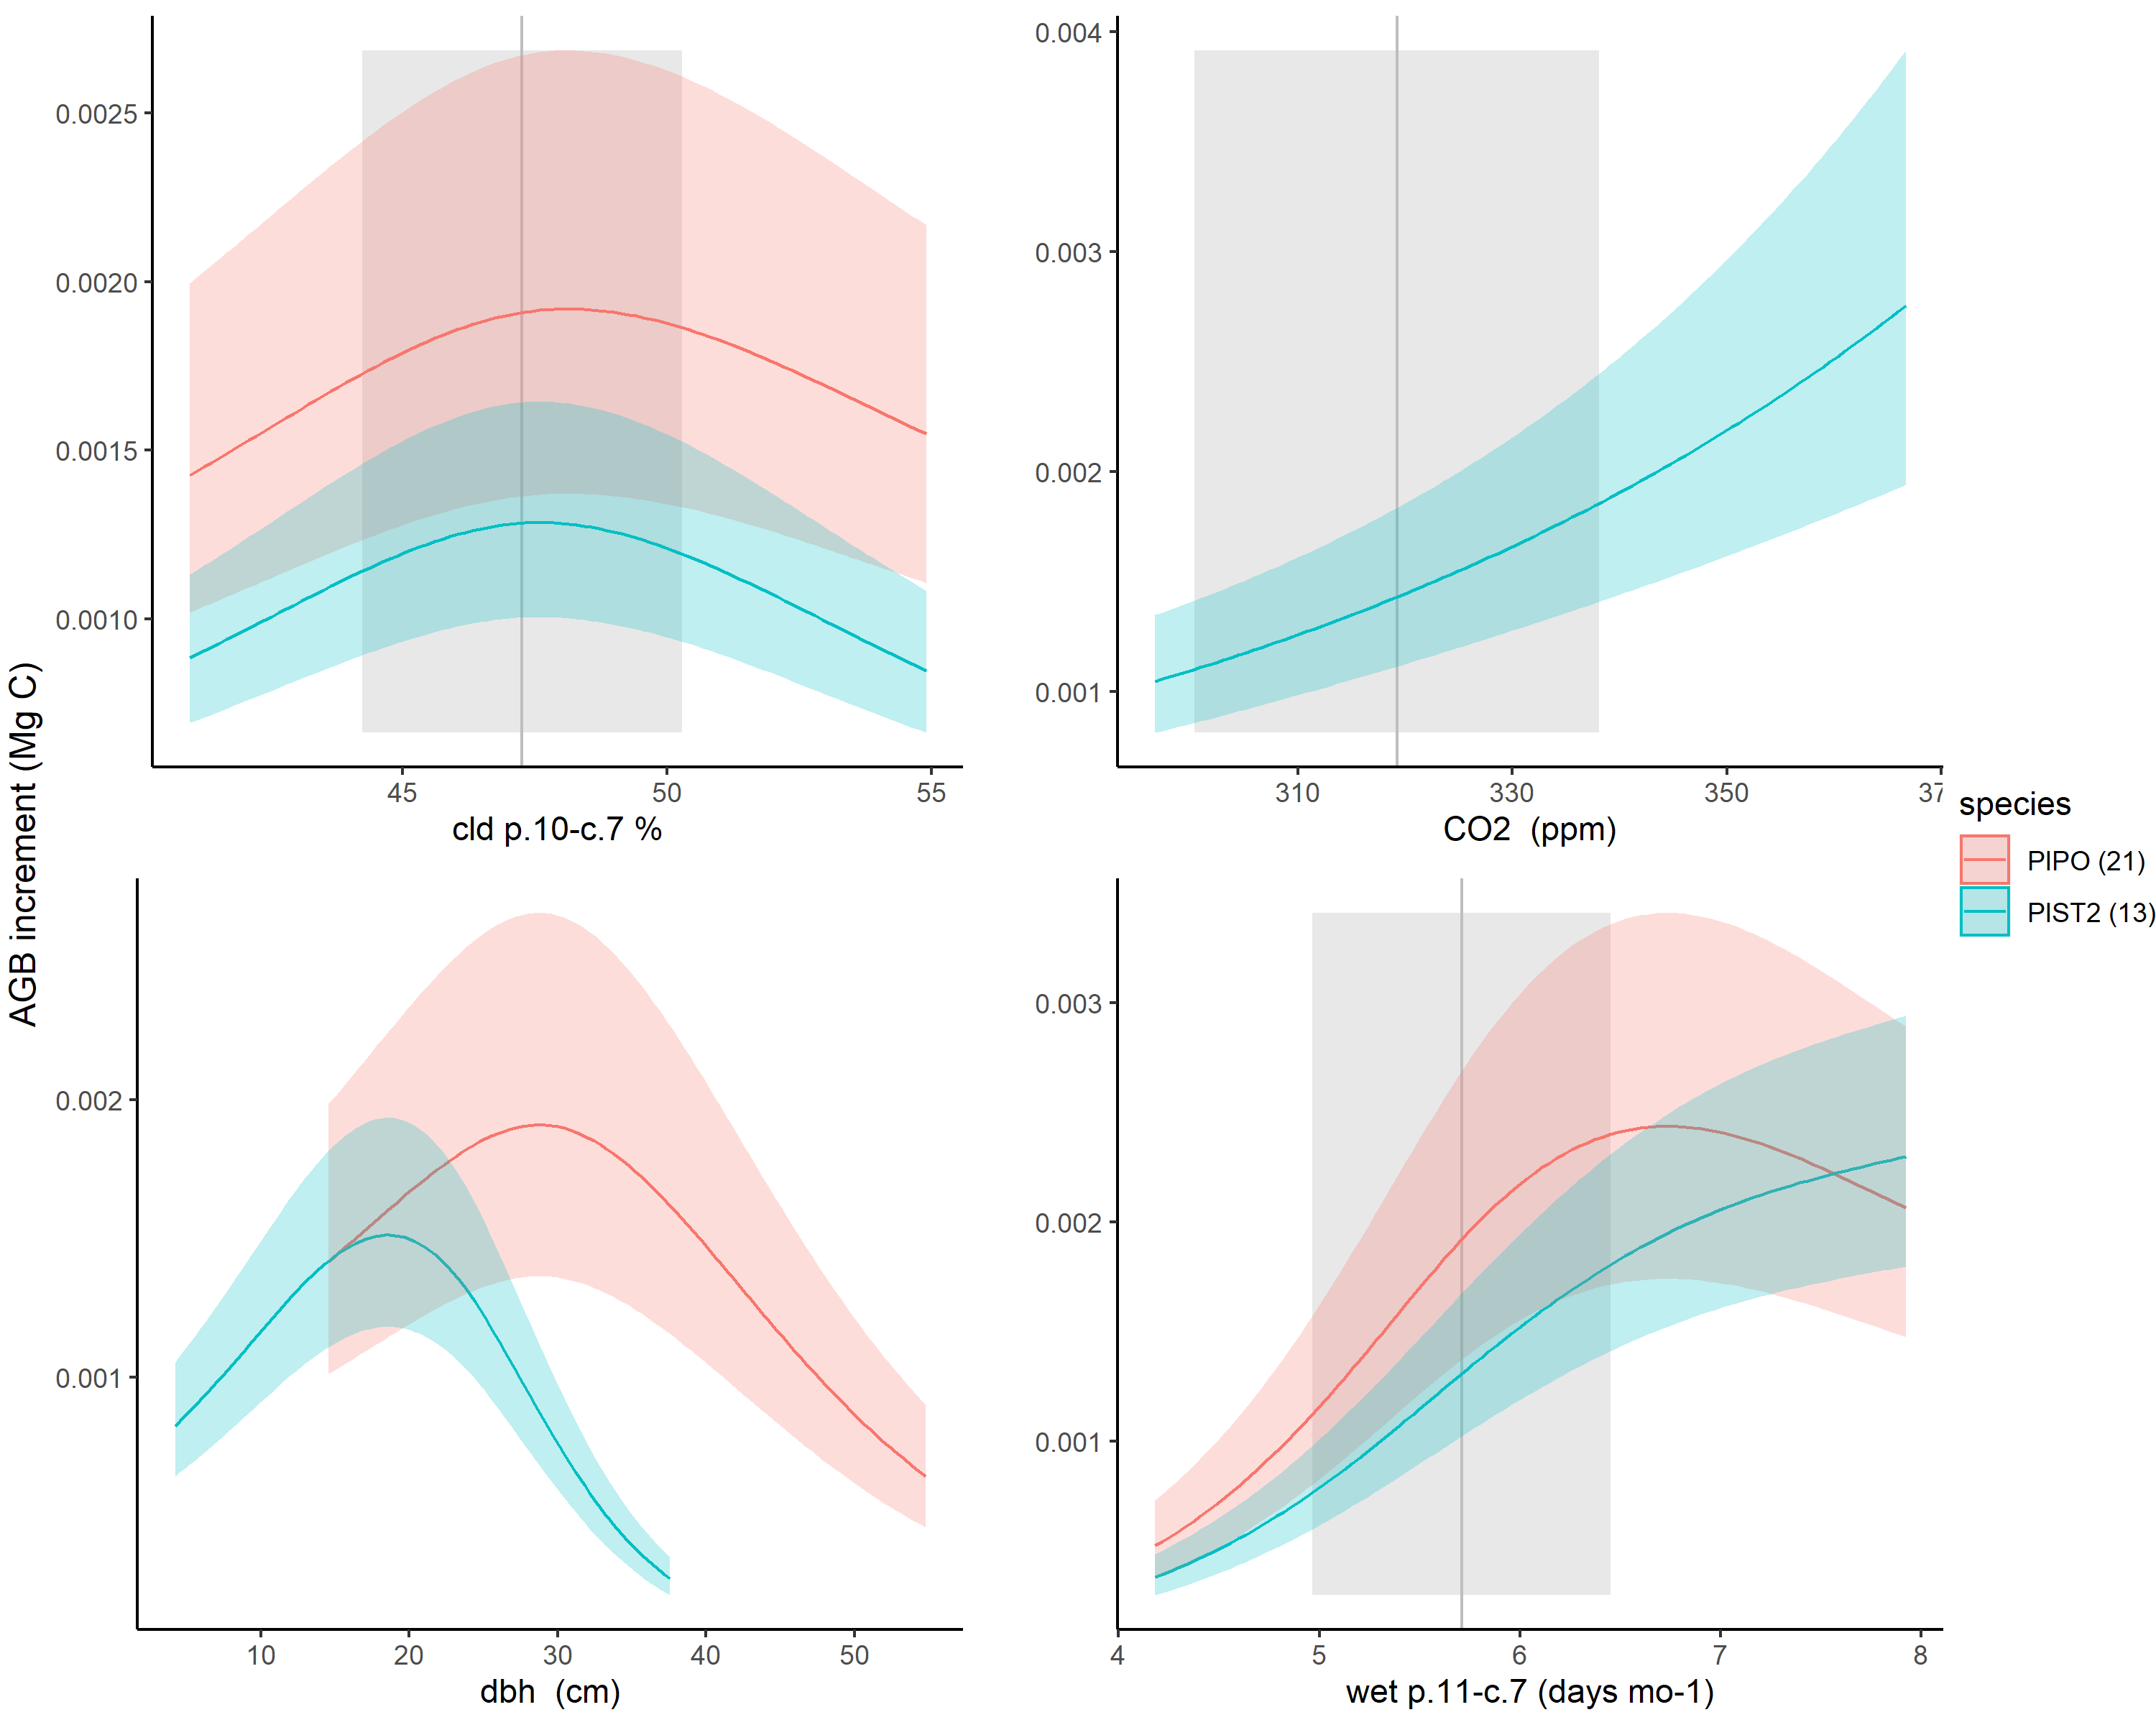 AGB increment (Mg C)
0.0025
0.0020
0.0015
0.0010
45 50 55
cld p.10-c.7 %
0.004
0.003
0.002
0.001
310 330 350 37
CO2 (ppm)
0.002
0.001
10 20 30 40 50
dbh (cm)
0.003
0.002
0.001
4 5 6 7 8
wet p.11-c.7 (days mo-1)
species
PIPO (21)
PIST2 (13)